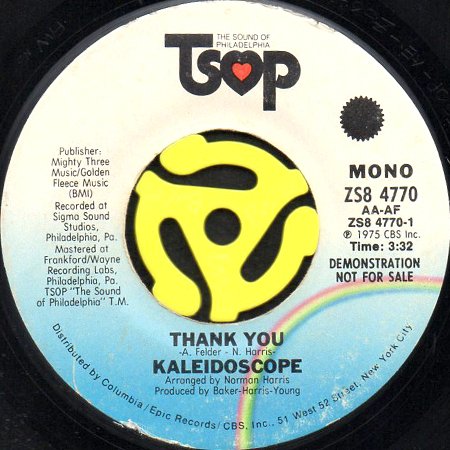 THE SOUND OF
PHILADELPHIA
TSOP
Publisher:
Mighty Three
Music/Golden
Fleece Music
(BMI)
Recorded at
Sigma Sound
Studios,
Philadelphia, Pa.
Mastered at
Frankford/Wayne
Recording Labs,
Philadelphia, Pa.
TSOP "The Sound
of Philadelphia" T.M.
MONO
ZS8 4770
AA-AF
ZS8 4770-1
℗ 1975 CBS Inc.
Time: 3:32
DEMONSTRATION
NOT FOR SALE
THANK YOU
-A. Felder - N. Harris-
KALEIDOSCOPE
Arranged by Norman Harris
Produced by Baker-Harris-Young
Distributed by Columbia/Epic Records/CBS, Inc., 51 West 52 Street, New York City